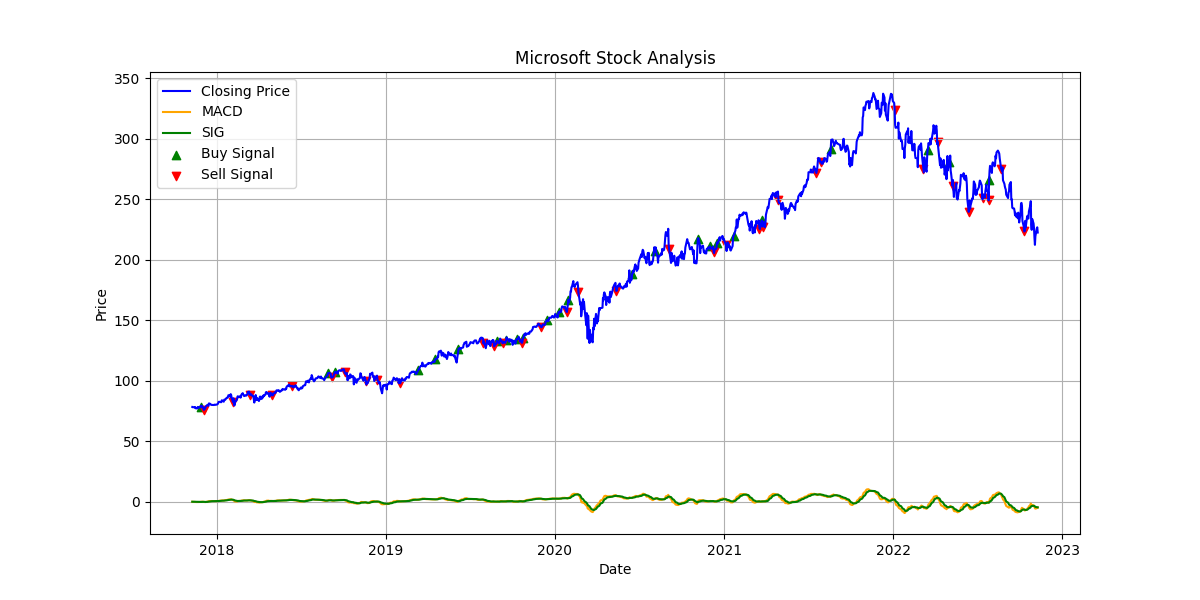 Microsoft Stock Analysis
350
300
250
200
150
100
50
0
Price
Closing Price
MACD
SIG
Buy Signal
Sell Signal
2018
2019
2020
2021
2022
2023
Date